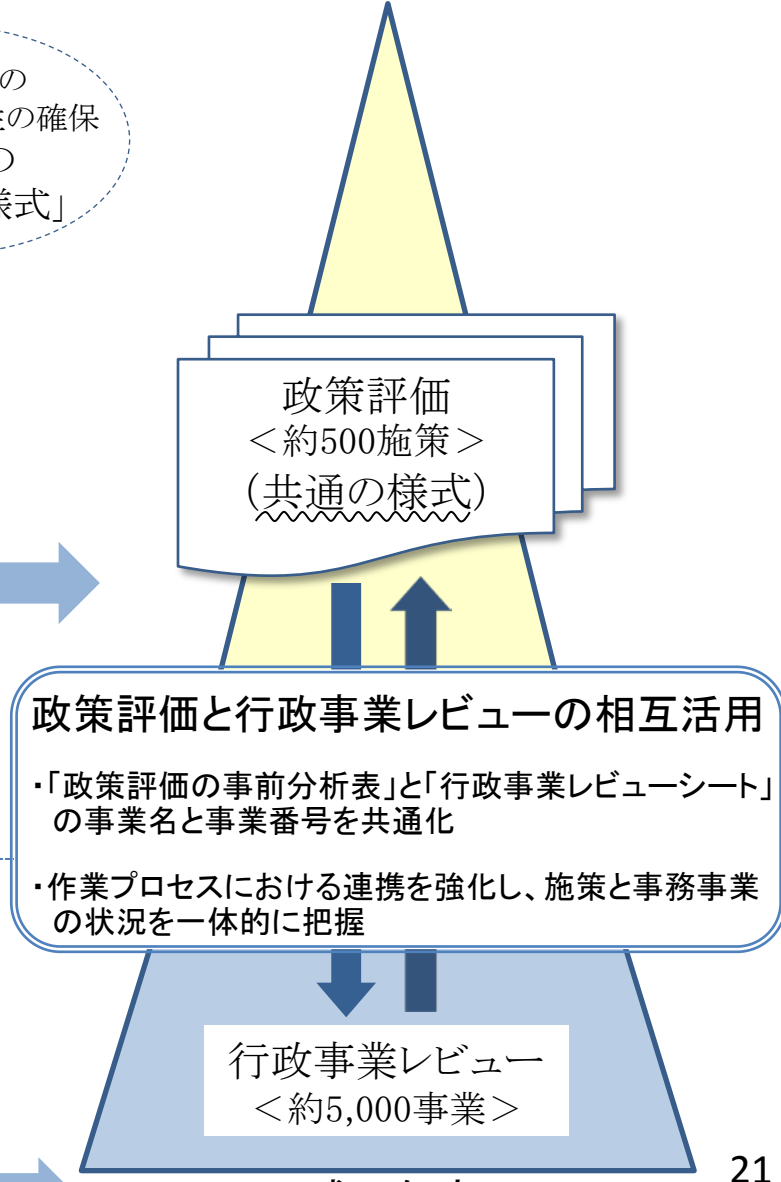 の
の確保
の
様式」
政策評価
＜約500施策＞
（共通の様式）
政策評価と行政事業レビューの相互活用
・「政策評価の事前分析表」と「行政事業レビューシート」
の事業名と事業番号を共通化
・作業プロセスにおける連携を強化し、施策と事務事業
の状況を一体的に把握
行政事業レビュー
＜約5,000事業＞
21